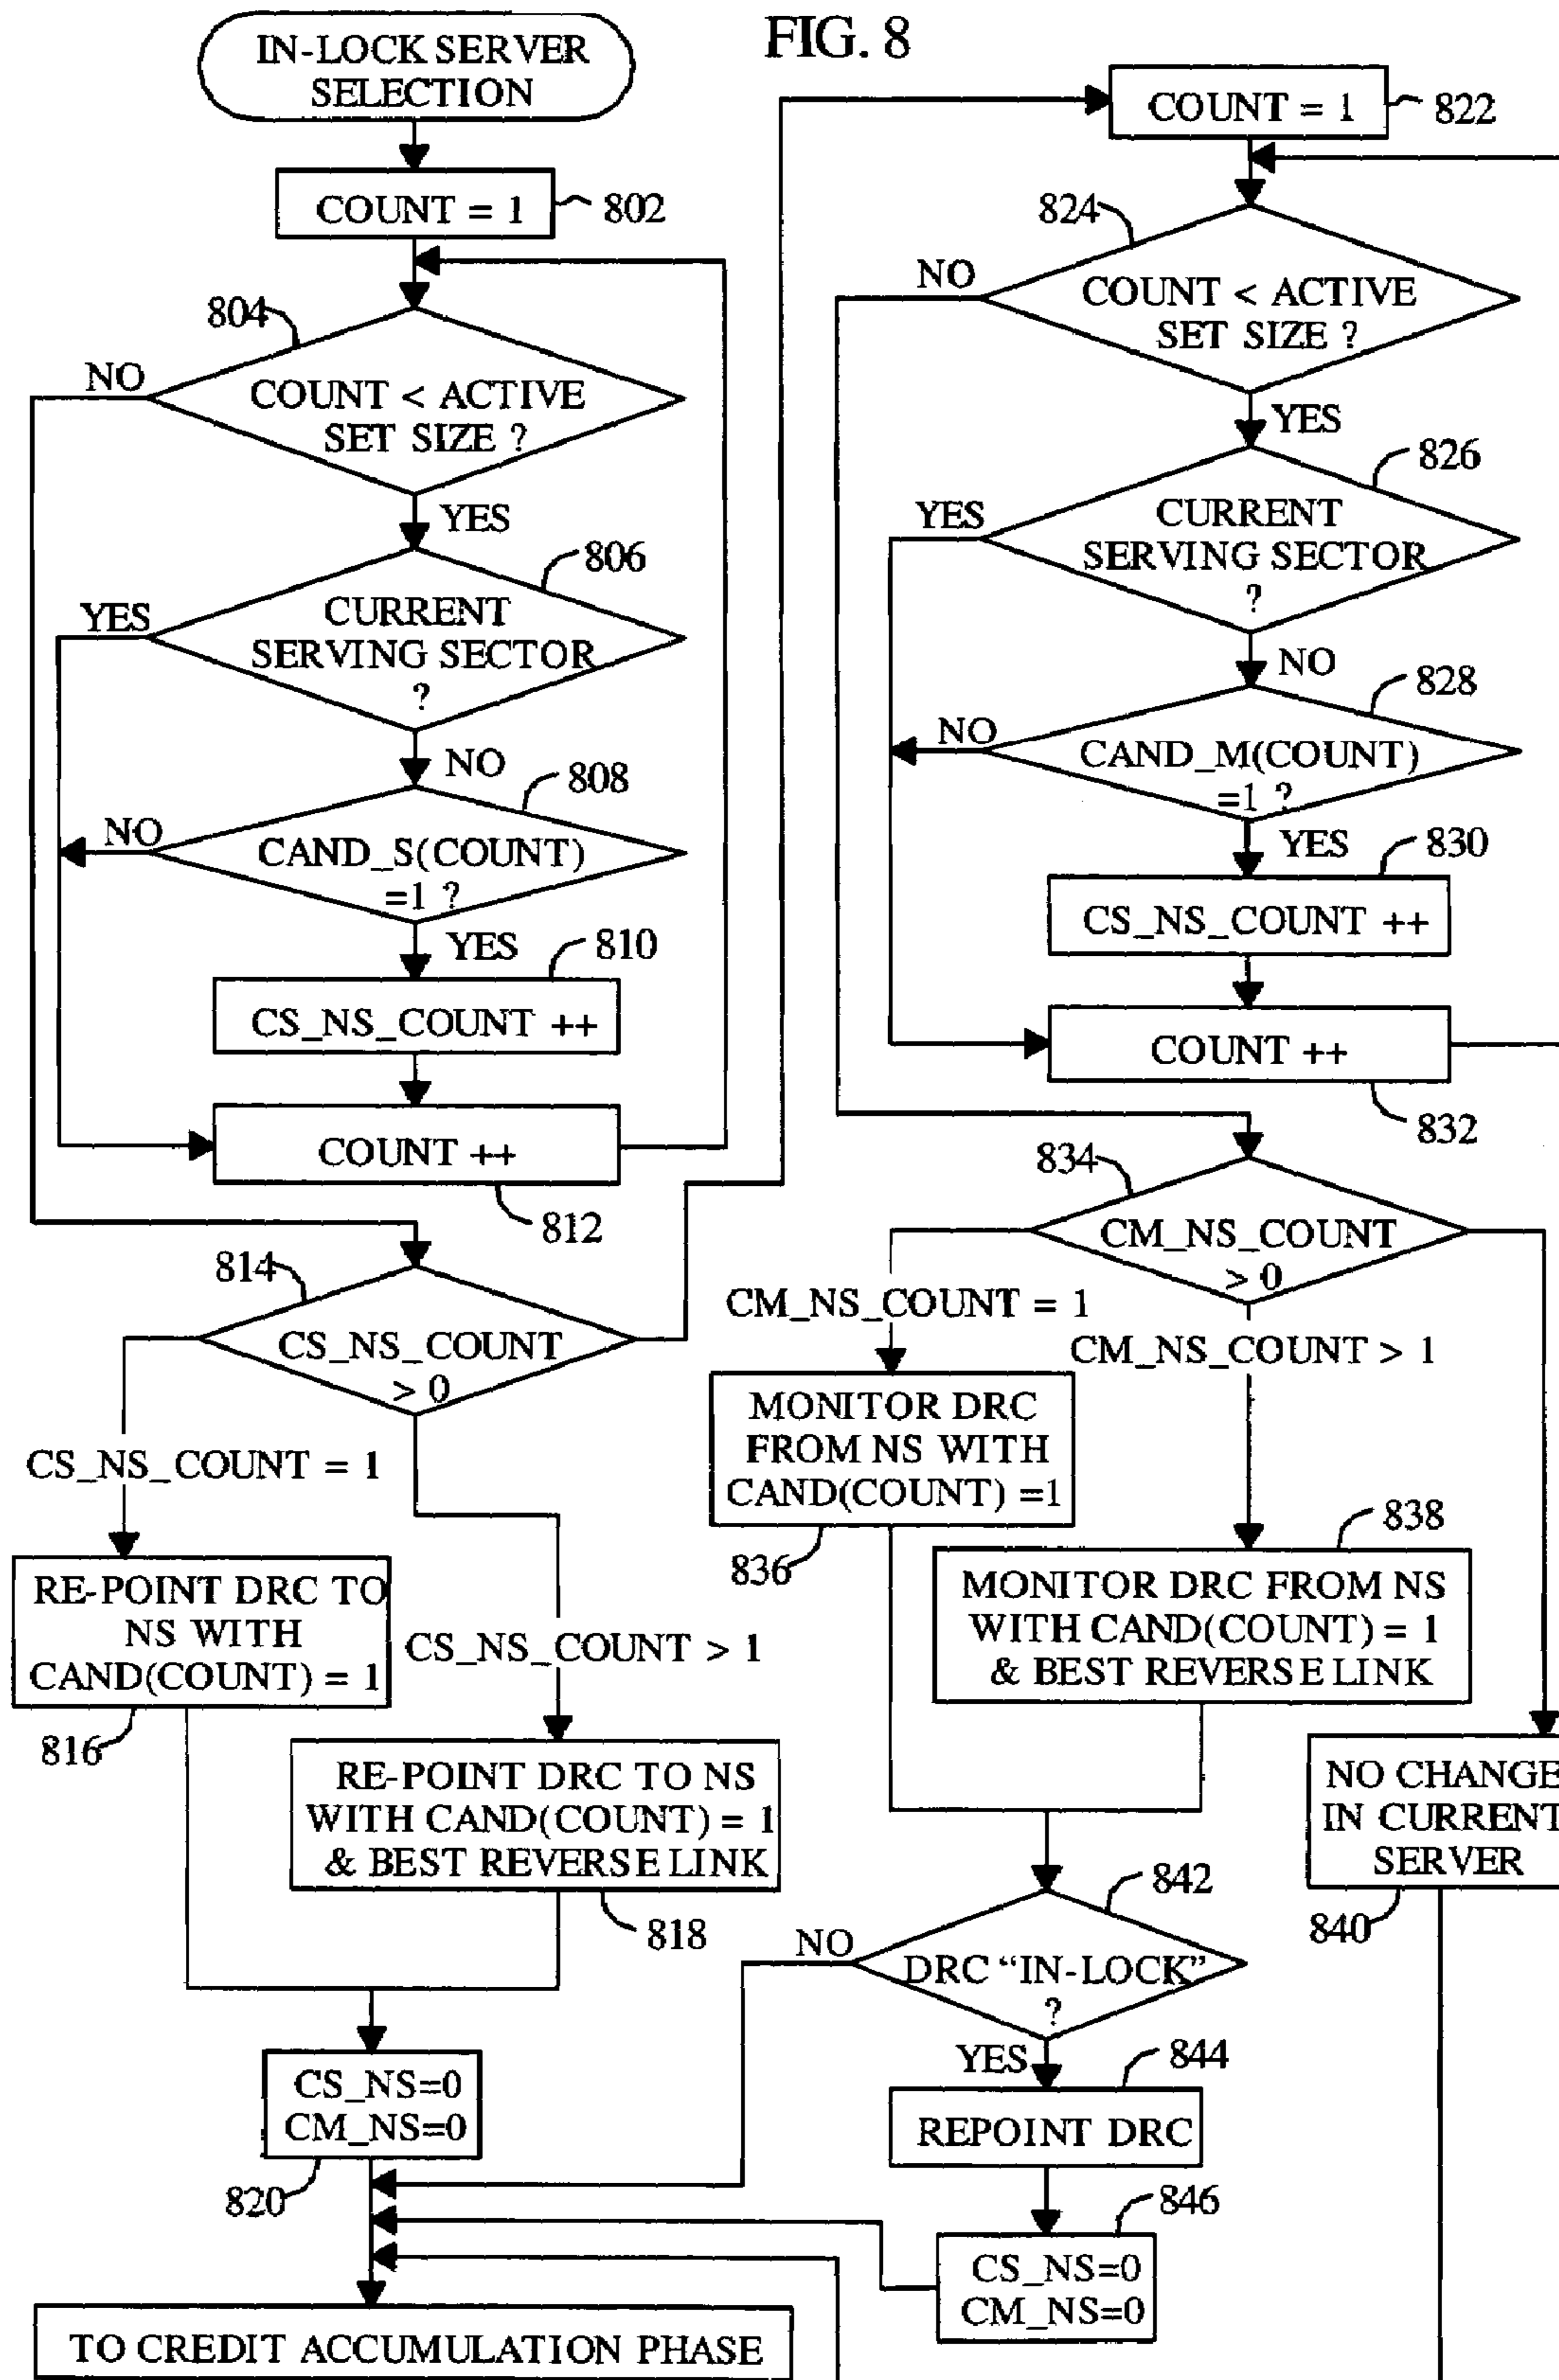 FIG. 8
IN-LOCK SERVER
SELECTION
COUNT = 1
802
804
COUNT < ACTIVE
SET SIZE ?
NO
YES
806
CURRENT
SERVING SECTOR
?
YES
NO
808
CAND_S(COUNT)
=1 ?
NO
YES
810
CS_NS_COUNT ++
COUNT ++
812
814
CS_NS_COUNT
> 0
CS_NS_COUNT = 1
CS_NS_COUNT > 1
RE-POINT DRC TO
NS WITH
CAND(COUNT) = 1
816
RE-POINT DRC TO NS
WITH CAND(COUNT) = 1
& BEST REVERSE LINK
818
CS_NS=0
CM_NS=0
820
TO CREDIT ACCUMULATION PHASE
COUNT = 1
822
824
COUNT < ACTIVE
SET SIZE ?
NO
YES
826
CURRENT
SERVING SECTOR
?
YES
NO
828
CAND_M(COUNT)
=1 ?
NO
YES
830
CS_NS_COUNT ++
COUNT ++
832
834
CM_NS_COUNT
> 0
CM_NS_COUNT = 1
CM_NS_COUNT > 1
MONITOR DRC
FROM NS WITH
CAND(COUNT) =1
836
838
MONITOR DRC FROM NS
WITH CAND(COUNT) = 1
& BEST REVERSE LINK
NO CHANGE
IN CURRENT
SERVER
840
842
DRC “IN-LOCK”
?
NO
YES
844
REPOINT DRC
846
CS_NS=0
CM_NS=0